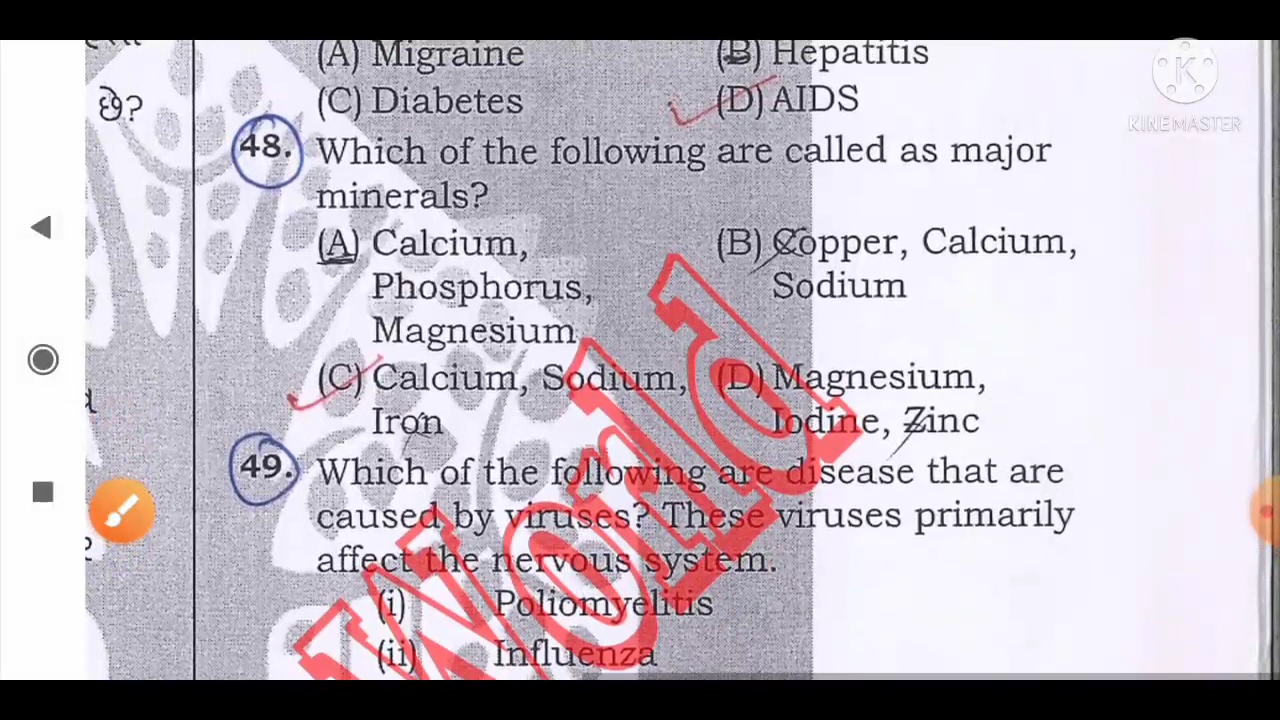 (A) Migraine (B) Hepatitis
છે? (C) Diabetes (D) AIDS
KINEMASTER
48. Which of the following are called as major
minerals?
(A) Calcium, (B) Copper, Calcium,
Phosphorus, Sodium
Magnesium
(C) Calcium, Sodium, (D) Magnesium,
Iron Iodine, Zinc
49. Which of the following are disease that are
caused by viruses? These viruses primarily
affect the nervous system.
(i) Poliomyelitis
(ii) Influenza
World